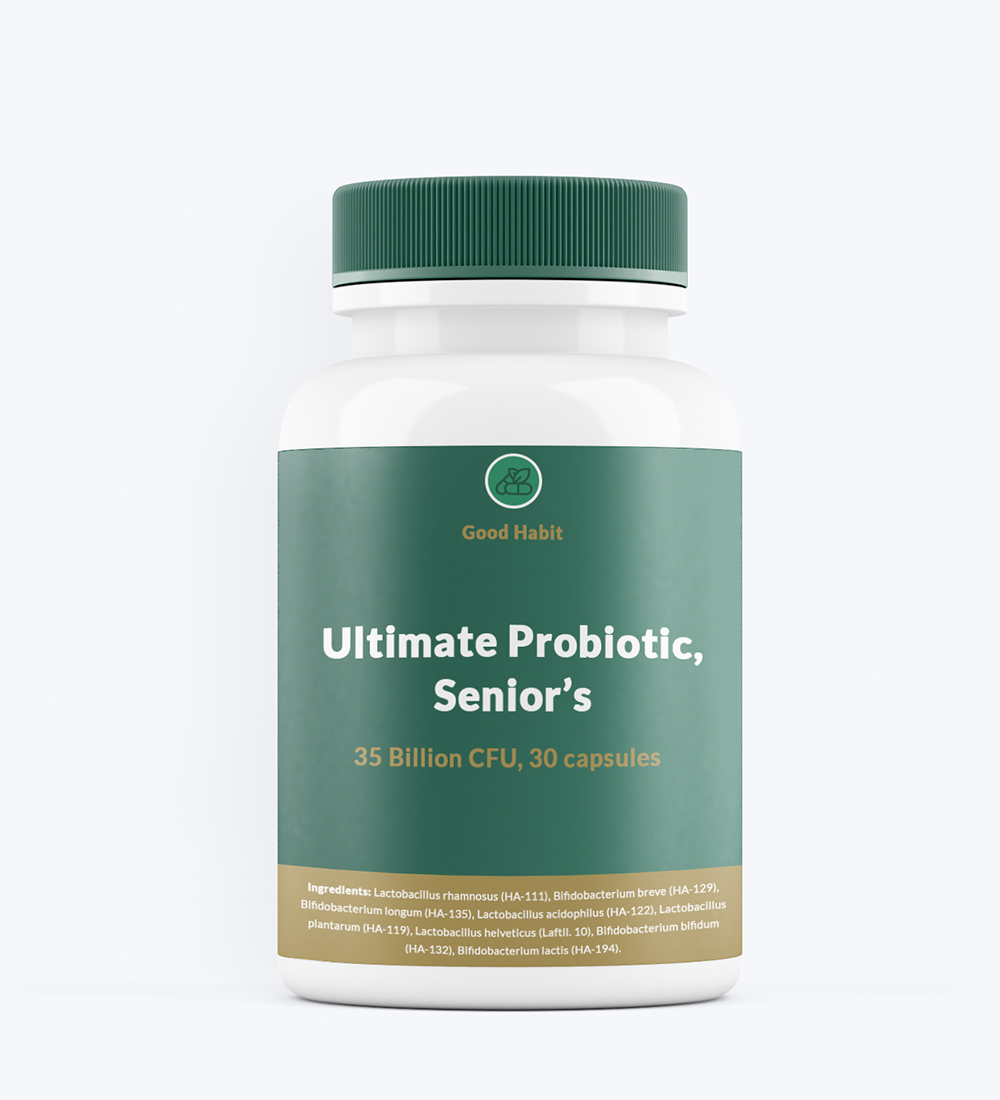 Good Habit
Ultimate Probiotic,
Senior’s
35 Billion CFU, 30 capsules
Ingredients: Lactobacillus rhamnosus (HA-111), Bifidobacterium breve (HA-129),
Bifidobacterium longum (HA-135), Lactobacillus acidophilus (HA-122), Lactobacillus
plantarum (HA-119), Lactobacillus helveticus (Laftil. 10), Bifidobacterium bifidum
(HA-132), Bifidobacterium lactis (HA-194).